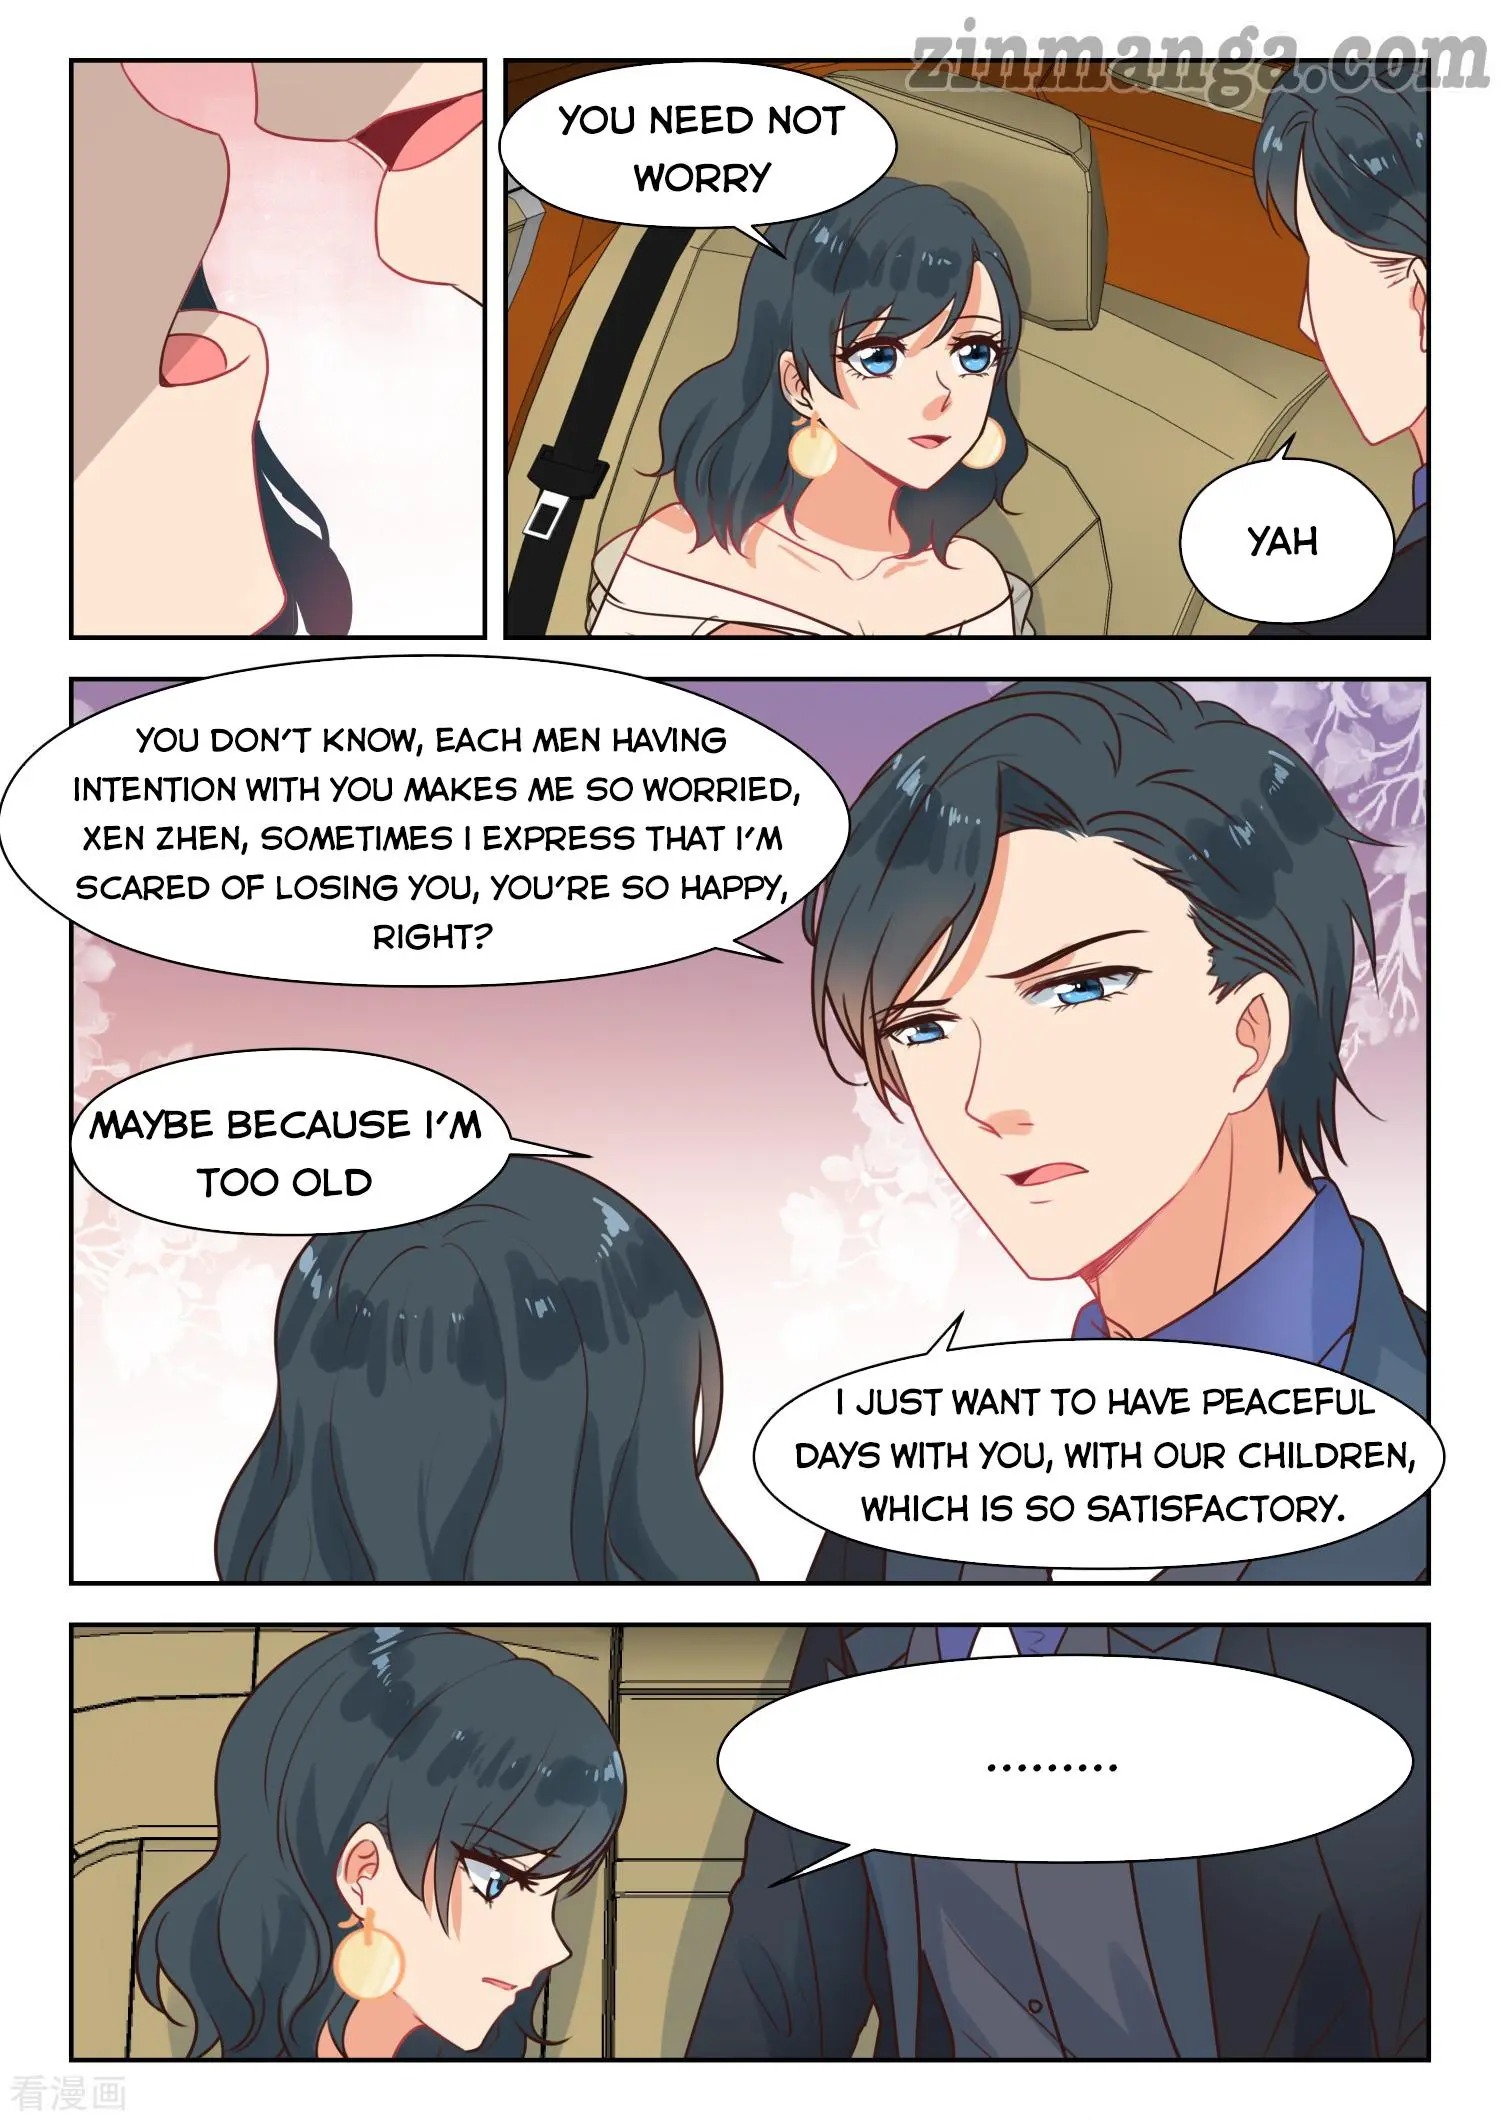 zinmanga.com
YOU NEED NOT
WORRY
YAH
YOU DON'T KNOW, EACH MEN HAVING
INTENTION WITH YOU MAKES ME SO WORRIED,
XEN ZHEN, SOMETIMES I EXPRESS THAT I'M
SCARED OF LOSING YOU, YOU'RE SO HAPPY,
RIGHT?
MAYBE BECAUSE I'M
TOO OLD
I JUST WANT TO HAVE PEACEFUL
DAYS WITH YOU, WITH OUR CHILDREN,
WHICH IS SO SATISFACTORY.
.........
看漫画